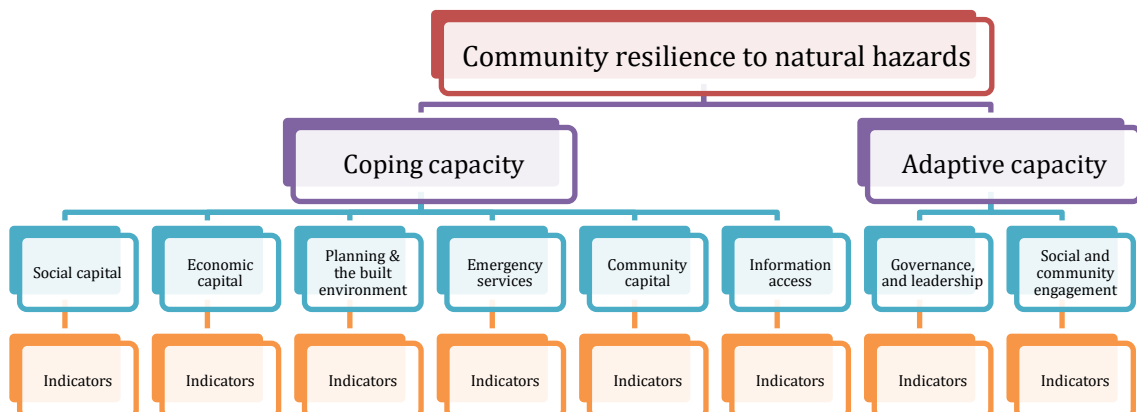 Community resilience to natural hazards
Coping capacity
Adaptive capacity
Social capital
Economic
capital
Planning &
the built
environment
Emergency
services
Community
capital
Information
access
Governance,
and leadership
Social and
community
engagement
Indicators
Indicators
Indicators
Indicators
Indicators
Indicators
Indicators
Indicators